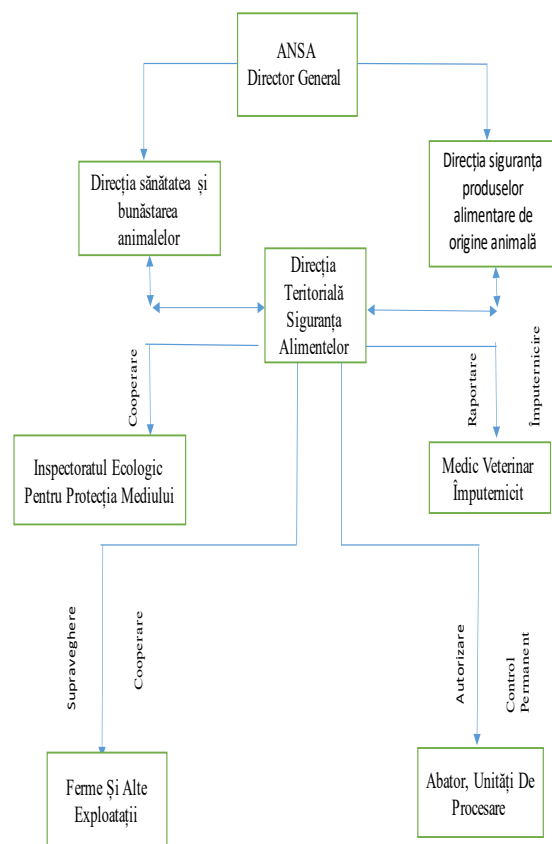 ANSA
Director General
Direcția sănătatea și
bunăstarea
animalelor
Direcția siguranța
produselor
alimentare de
origine animală
Direcția
Teritorială
Siguranța
Alimentelor
Cooperare
Raportare
Împuternicire
Inspectoratul Ecologic
Pentru Protecția Mediului
Medic Veterinar
Împuternicit
Supraveghere
Cooperare
Autorizare
Control
Permanent
Ferme Și Alte
Exploatații
Abator, Unități De
Procesare